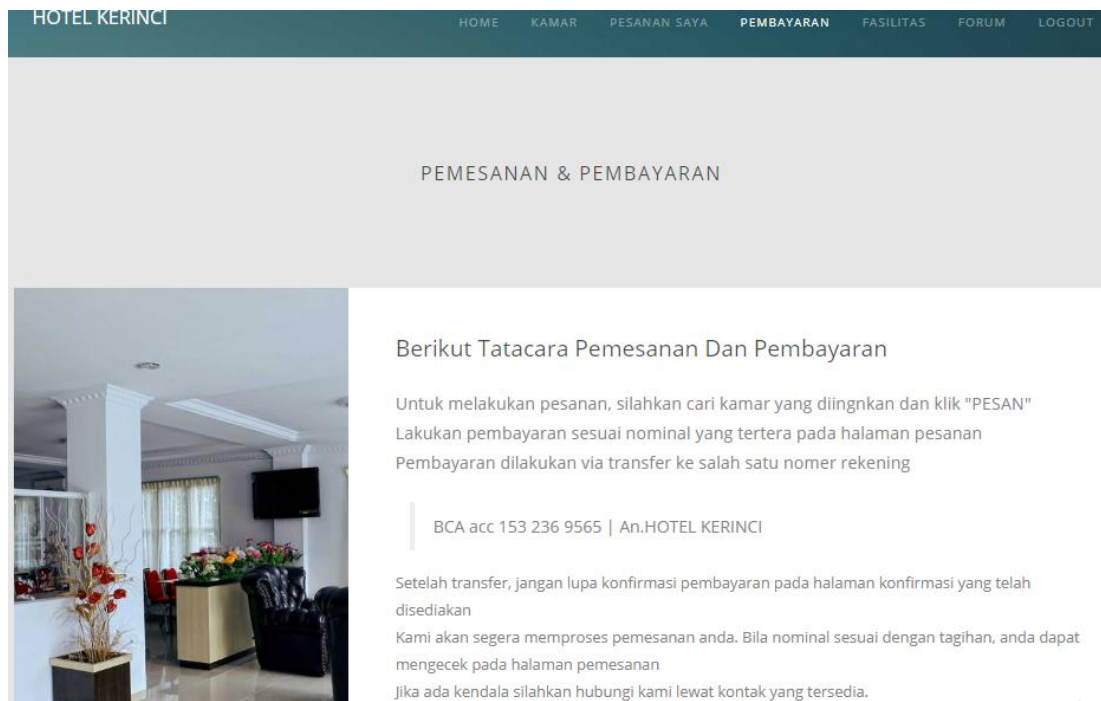 HOTEL KERINCI
HOME KAMAR PESANAN SAYA PEMBAYARAN FASILITAS FORUM LOGOUT
PEMESANAN & PEMBAYARAN
Berikut Tatacara Pemesanan Dan Pembayaran
Untuk melakukan pesanan, silahkan cari kamar yang diingnkan dan klik "PESAN"
Lakukan pembayaran sesuai nominal yang tertera pada halaman pesanan
Pembayaran dilakukan via transfer ke salah satu nomer rekening
BCA acc 153 236 9565 | An.HOTEL KERINCI
Setelah transfer, jangan lupa konfirmasi pembayaran pada halaman konfirmasi yang telah
disediakan
Kami akan segera memproses pemesanan anda. Bila nominal sesuai dengan tagihan, anda dapat
mengecek pada halaman pemesanan
Jika ada kendala silahkan hubungi kami lewat kontak yang tersedia.